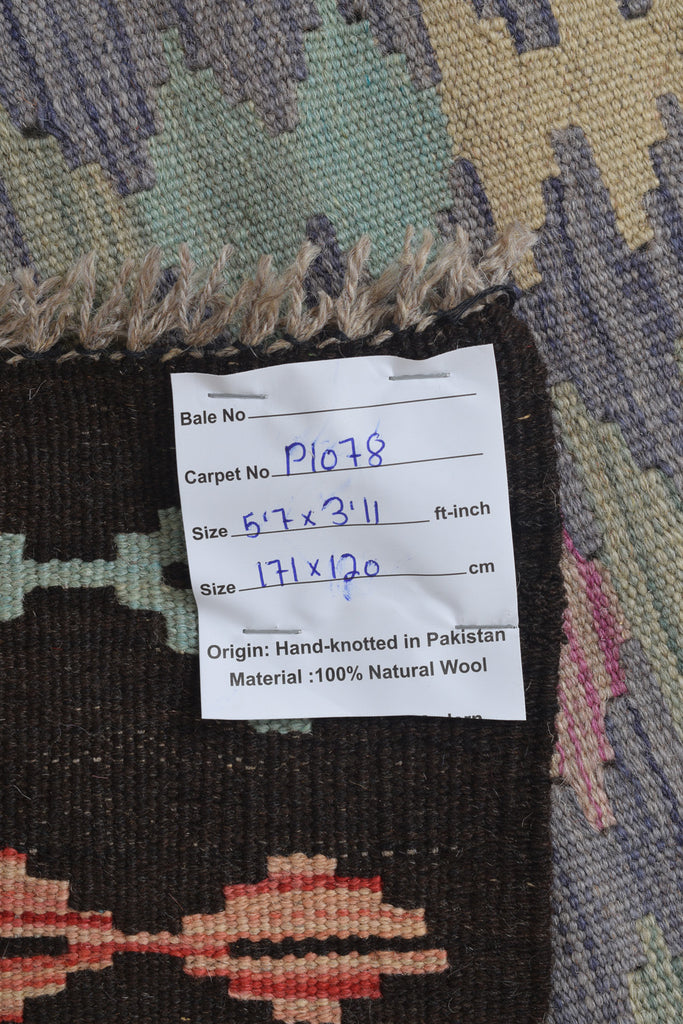 Bale No
Carpet No P1078
Size 5'7 x 3'11 ft-inch
Size 171 x 120 cm
Origin: Hand-knotted in Pakistan
Material :100% Natural Wool